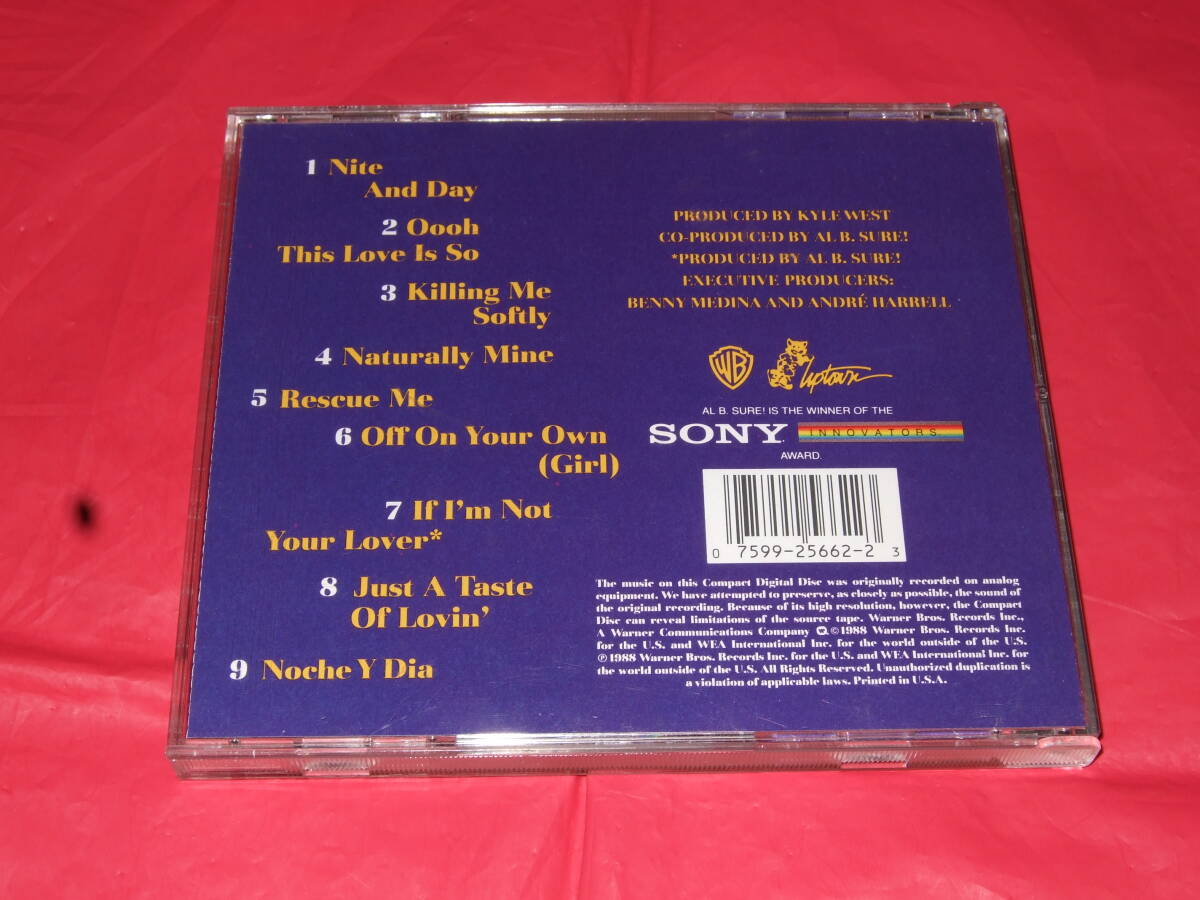 1 Nite
And Day
2 Oooh
This Love Is So
3 Killing Me
Softly
4 Naturally Mine
5 Rescue Me
6 Off On Your Own
(Girl)
7 If I'm Not
Your Lover*
8 Just A Taste
Of Lovin'
9 Noche Y Dia
PRODUCED BY KYLE WEST
CO-PRODUCED BY AL B. SURE!
*PRODUCED BY AL B. SURE!
EXECUTIVE PRODUCERS:
BENNY MEDINA AND ANDRÉ HARRELL
WB Uptown
AL B. SURE! IS THE WINNER OF THE
SONY INNOVATORS
AWARD.
0 7599-25662-2 3
The music on this Compact Digital Disc was originally recorded on analog
equipment. We have attempted to preserve, as closely as possible, the sound of
the original recording. Because of its high resolution, however, the Compact
Disc can reveal limitations of the source tape. Warner Bros. Records Inc.,
A Warner Communications Company ©1988 Warner Bros. Records Inc.
for the U.S. and WEA International Inc. for the world outside of the U.S.
℗1988 Warner Bros. Records Inc. for the U.S. and WEA International Inc. for
the world outside of the U.S. All Rights Reserved. Unauthorized duplication is
a violation of applicable laws. Printed in U.S.A.